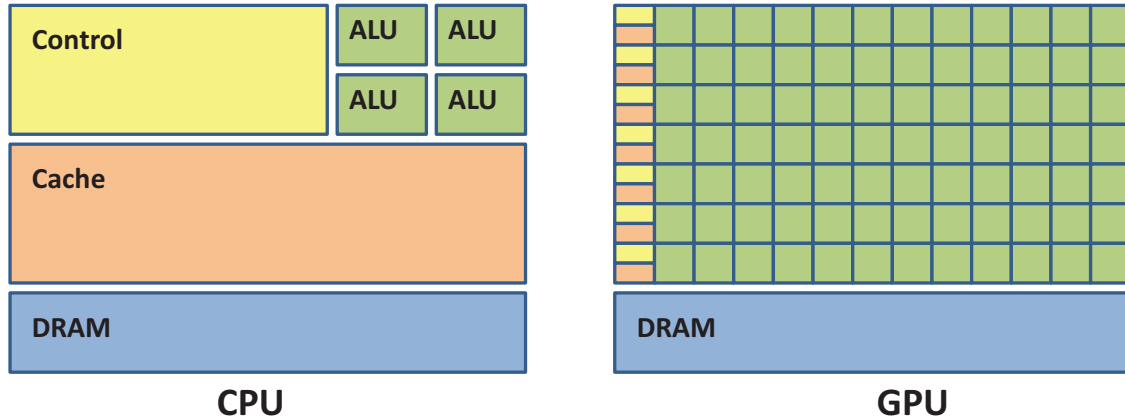 Control
ALU ALU
ALU ALU
Cache
DRAM
CPU
DRAM
GPU